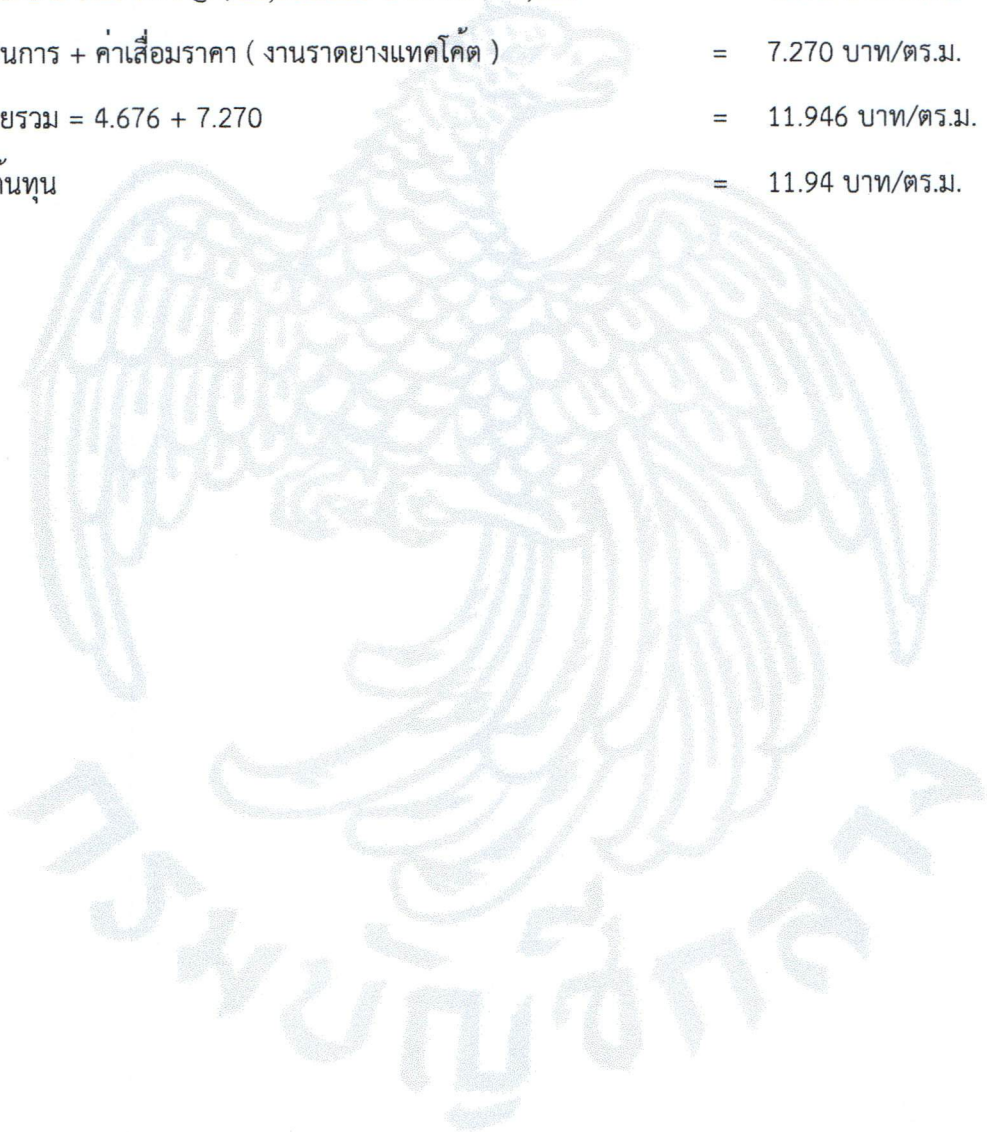 นการ + ค่าเสื่อมราคา ( งานราดยางแทคโค้ต ) = 7.270 บาท/ตร.ม.
ยรวม = 4.676 + 7.270 = 11.946 บาท/ตร.ม.
นทุน = 11.94 บาท/ตร.ม.
กรมบัญชีกลาง